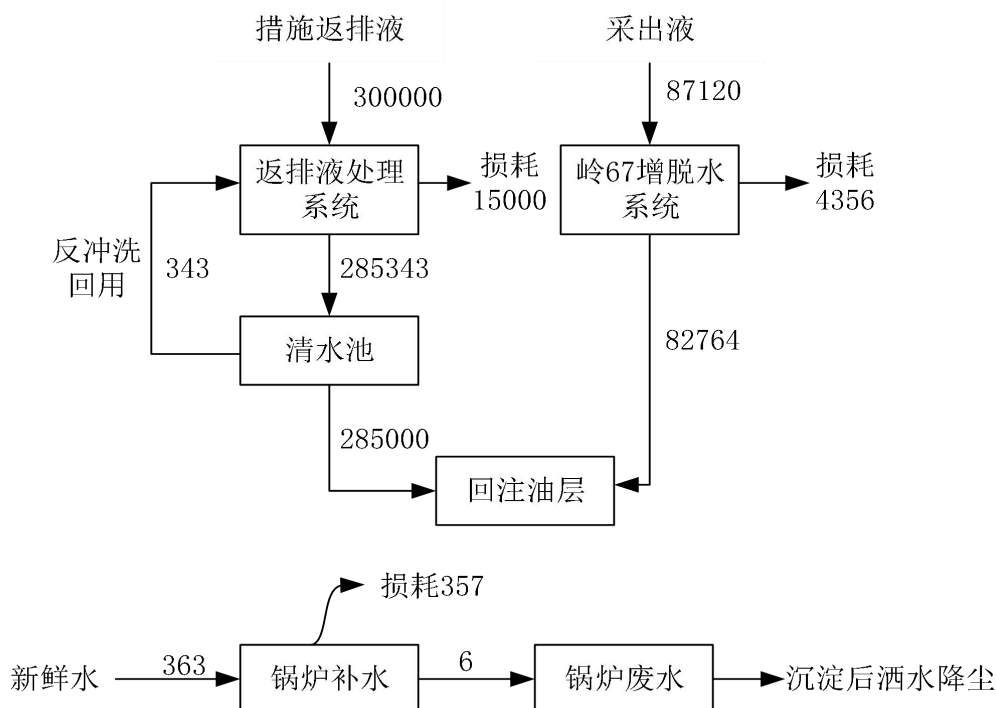 措施返排液
采出液
300000
87120
返排液处理
系统
损耗
15000
岭67增脱水
系统
损耗
4356
反冲洗
回用
343
285343
清水池
82764
285000
回注油层
损耗357
新鲜水
363
锅炉补水
6
锅炉废水
沉淀后洒水降尘